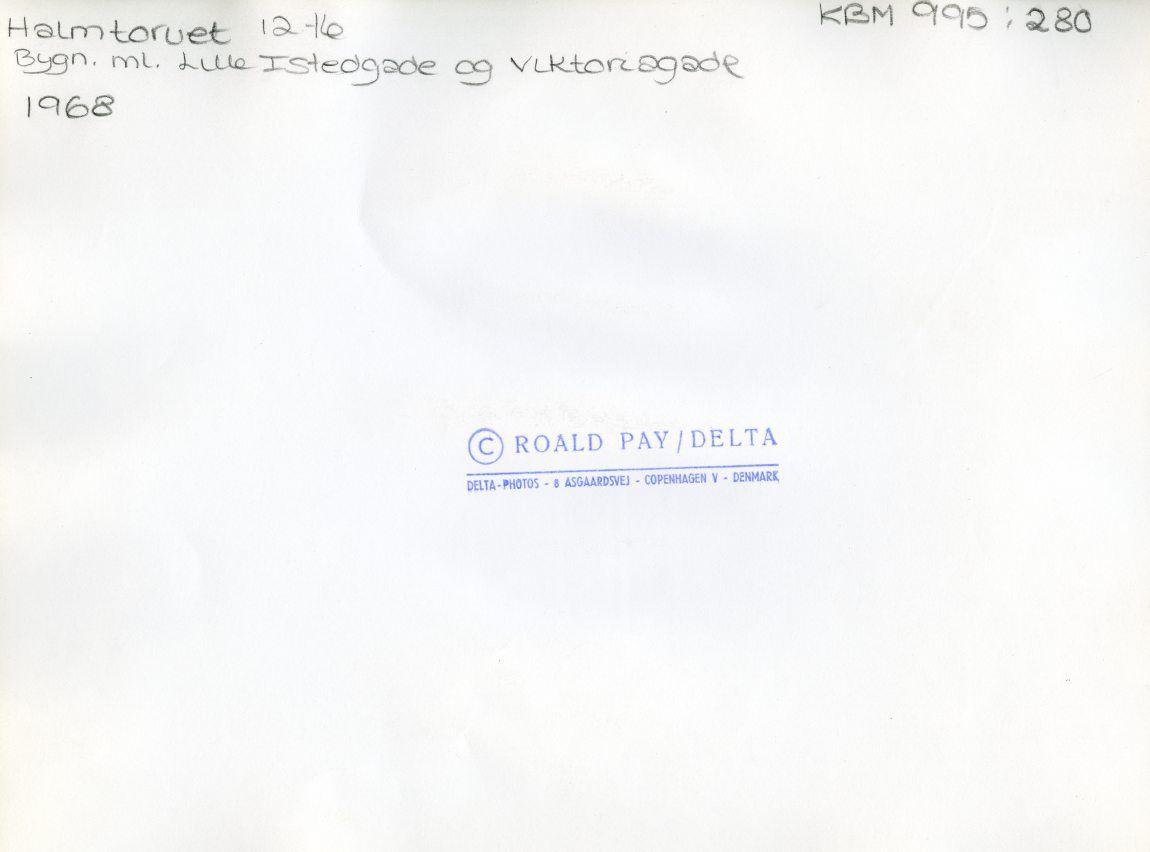 Halmtorvet 12-16
KBM 995 : 280
Bygn. ml. Lille Istedgade og Viktoriagade
1968
© ROALD PAY / DELTA
DELTA-PHOTOS - 8 ASGAARDSVEJ - COPENHAGEN V - DENMARK